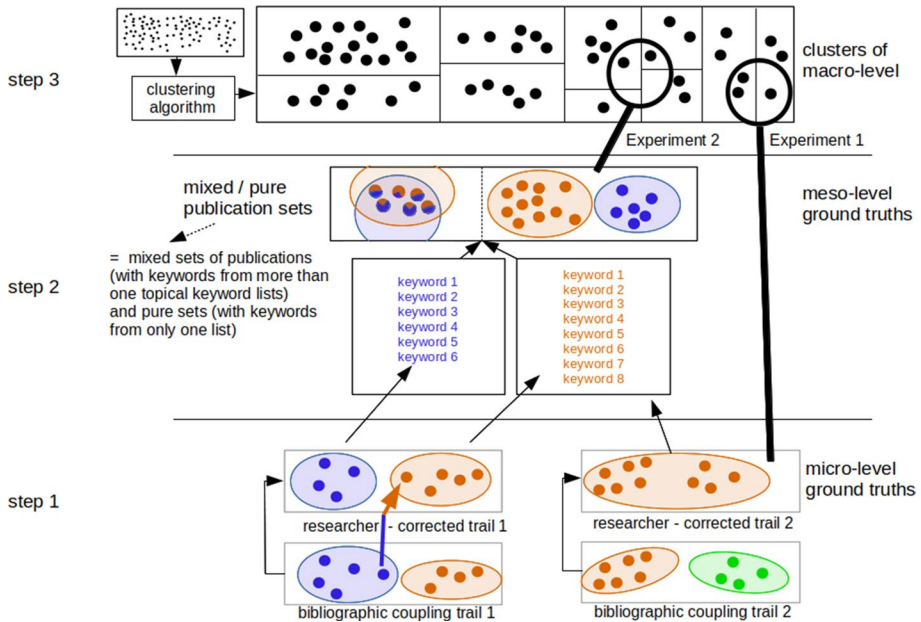 step 3
clustering
algorithm
clusters of
macro-level
Experiment 2
Experiment 1
mixed / pure
publication sets
meso-level
ground truths
step 2
= mixed sets of publications
(with keywords from more than
one topical keyword lists)
and pure sets (with keywords
from only one list)
keyword 1
keyword 2
keyword 3
keyword 4
keyword 5
keyword 6
keyword 1
keyword 2
keyword 3
keyword 4
keyword 5
keyword 6
keyword 7
keyword 8
step 1
micro-level
ground truths
researcher - corrected trail 1
researcher - corrected trail 2
bibliographic coupling trail 1
bibliographic coupling trail 2